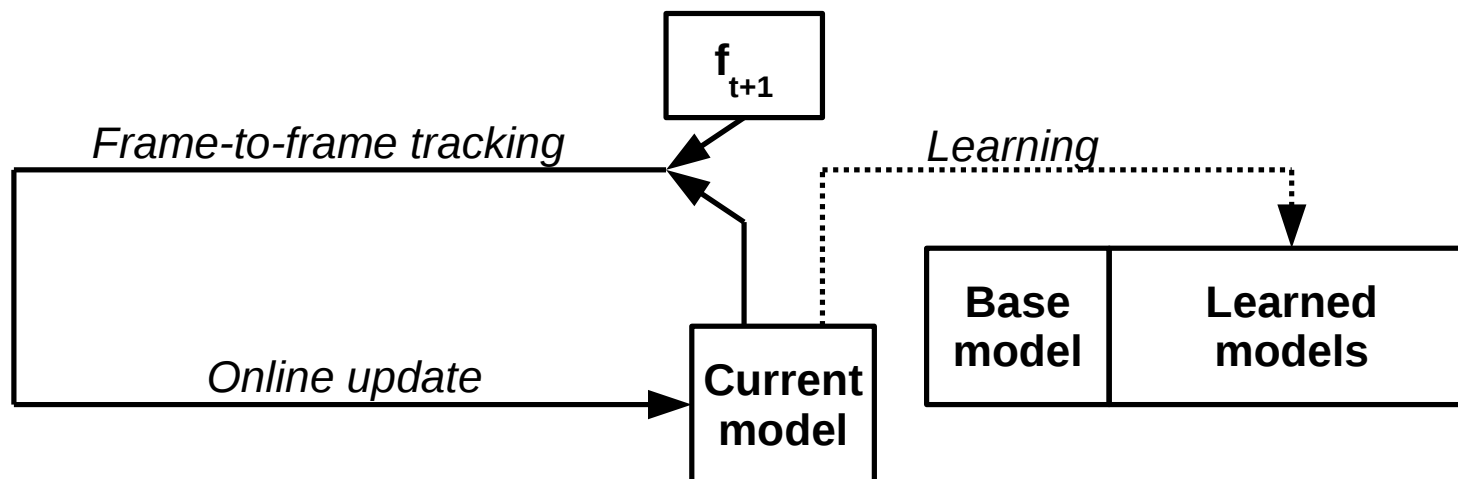 f t+1
Frame-to-frame tracking
Learning
Base
model
Learned
models
Online update
Current
model